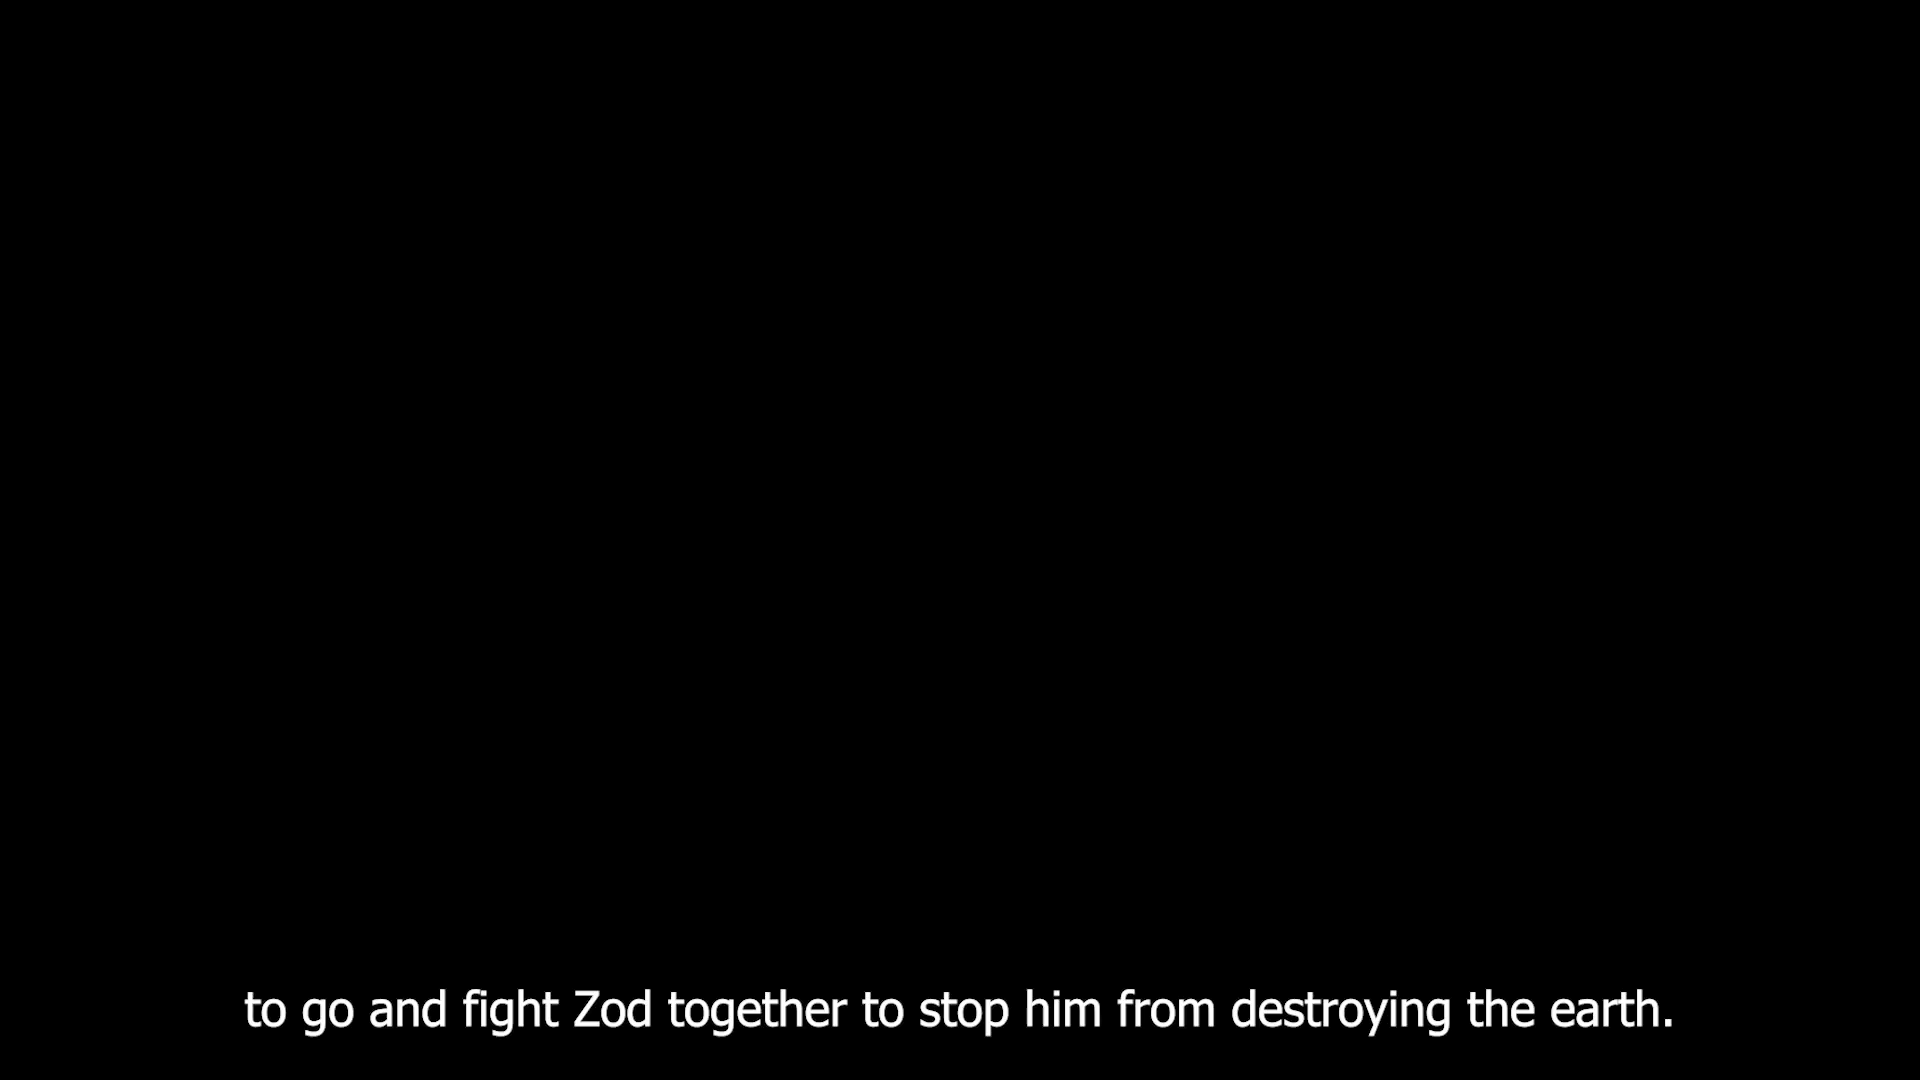 to go and fight Zod together to stop him from destroying the earth.